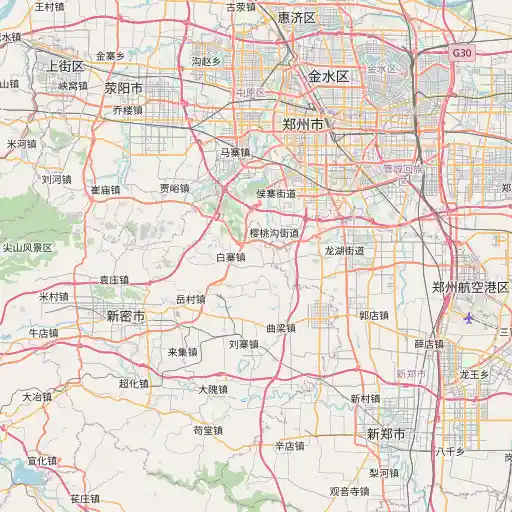 王村镇
古荥镇
惠济区
金寨乡
沟赵乡
上街区
峡窝镇
荥阳市
中原区
金水区
金水区
G30
乔楼镇
郑州市
米河镇
马寨镇
管城回族
区
刘河镇
崔庙镇
贾峪镇
侯寨街道
樱桃沟街道
尖山风景区
白寨镇
龙湖街道
袁庄镇
郑州航空港区
米村镇
岳村镇
新密市
郭店镇
牛店镇
曲梁镇
来集镇
刘寨镇
薛店镇
超化镇
大隗镇
新郑市
龙王乡
大冶镇
新村镇
苟堂镇
新郑市
辛店镇
八千乡
宣化镇
梨河镇
观音寺镇
茌庄镇